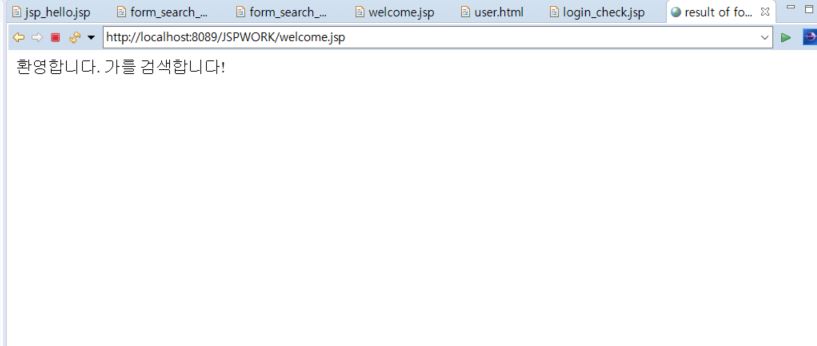 jsp_hello.jsp form_search_... form_search_... welcome.jsp user.html login_check.jsp result of fo...
http://localhost:8089/JSPWORK/welcome.jsp
환영합니다. 가를 검색합니다!